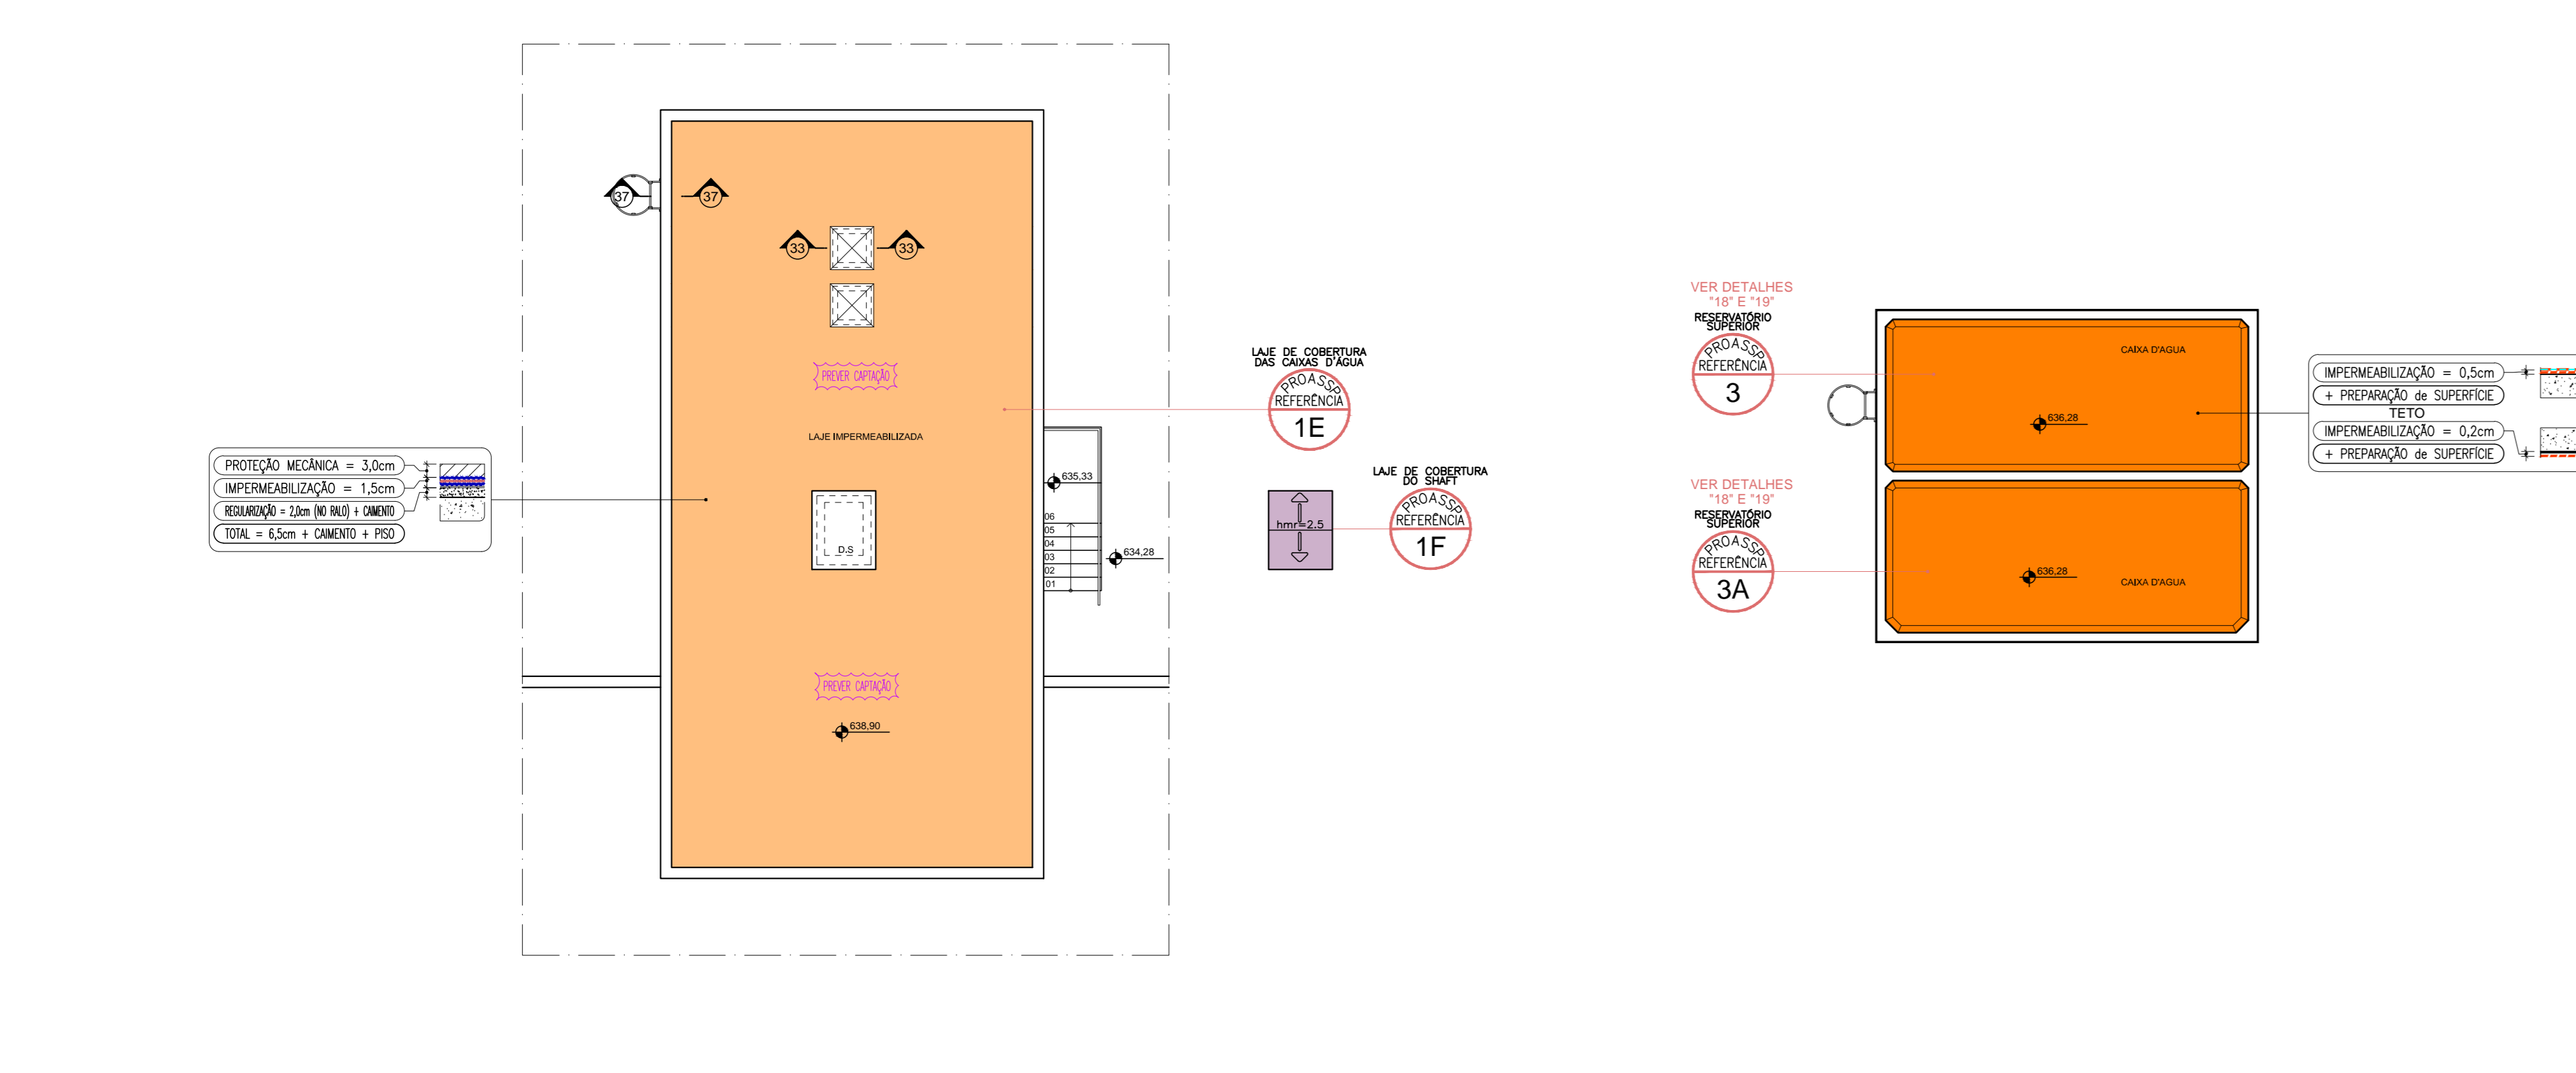 37
37
33
33
PREVER CAPTAÇÃO
LAJE IMPERMEABILIZADA
PROTEÇÃO MECÂNICA = 3,0cm
IMPERMEABILIZAÇÃO = 1,5cm
REGULARIZAÇÃO = 2,0cm (NO RALO) + CAIMENTO
TOTAL = 6,5cm + CAIMENTO + PISO
D.S
PREVER CAPTAÇÃO
638,90
635,33
06
05
04
03
02
01
634,28
LAJE DE COBERTURA
DAS CAIXAS D'ÁGUA
PROASSP
REFERÊNCIA
1E
hmr=2.5
LAJE DE COBERTURA
DO SHAFT
PROASSP
REFERÊNCIA
1F
VER DETALHES
"18" E "19"
RESERVATÓRIO
SUPERIOR
PROASSP
REFERÊNCIA
3
VER DETALHES
"18" E "19"
RESERVATÓRIO
SUPERIOR
PROASSP
REFERÊNCIA
3A
CAIXA D'AGUA
636,28
636,28
CAIXA D'AGUA
IMPERMEABILIZAÇÃO = 0,5cm
+ PREPARAÇÃO de SUPERFÍCIE
TETO
IMPERMEABILIZAÇÃO = 0,2cm
+ PREPARAÇÃO de SUPERFÍCIE